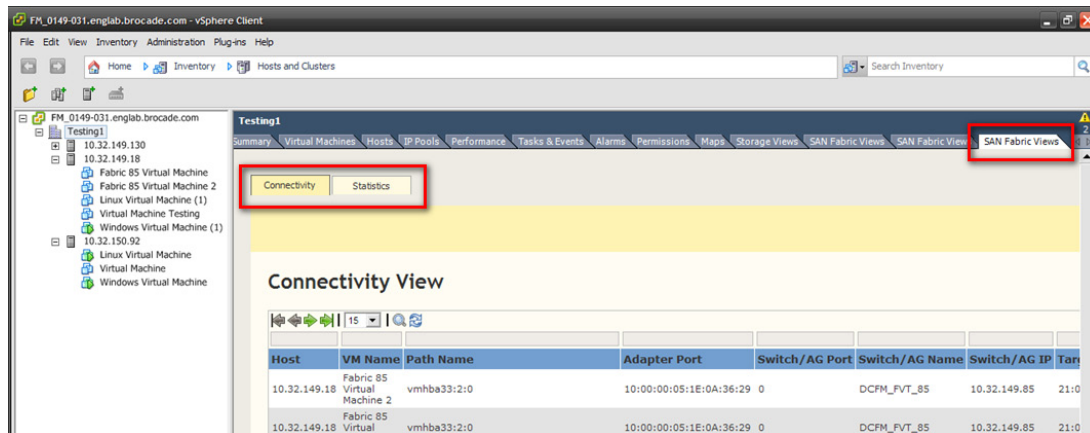 FM_0149-031.englab.brocade.com - vSphere Client
File Edit View Inventory Administration Plug-ins Help
Home Inventory Hosts and Clusters
Search Inventory
FM_0149-031.englab.brocade.com
Testing1
10.32.149.130
10.32.149.18
Fabric 85 Virtual Machine
Fabric 85 Virtual Machine 2
Linux Virtual Machine (1)
Virtual Machine Testing
Windows Virtual Machine (1)
10.32.150.92
Linux Virtual Machine
Virtual Machine
Windows Virtual Machine
Testing1
Summary Virtual Machines Hosts IP Pools Performance Tasks & Events Alarms Permissions Maps Storage Views SAN Fabric Views SAN Fabric View SAN Fabric Views
2
Connectivity Statistics
Connectivity View
15
Host VM Name Path Name Adapter Port Switch/AG Port Switch/AG Name Switch/AG IP Tar
10.32.149.18 Fabric 85 Virtual Machine 2 vmhba33:2:0 10:00:00:05:1E:0A:36:29 0 DCFM_FVT_85 10.32.149.85 21:0
10.32.149.18 Fabric 85 Virtual vmhba33:2:0 10:00:00:05:1E:0A:36:29 0 DCFM_FVT_85 10.32.149.85 21:0